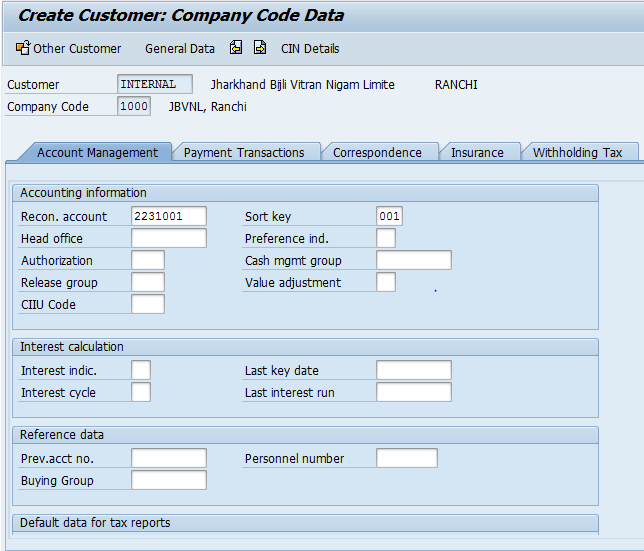 Create Customer: Company Code Data
Other Customer General Data CIN Details
Customer INTERNAL Jharkhand Bijli Vitran Nigam Limite RANCHI
Company Code 1000 JBVNL, Ranchi
Account Management Payment Transactions Correspondence Insurance Withholding Tax
Accounting information
Recon. account 2231001 Sort key 001
Head office Preference ind.
Authorization Cash mgmt group
Release group Value adjustment
CIIU Code
Interest calculation
Interest indic. Last key date
Interest cycle Last interest run
Reference data
Prev.acct no. Personnel number
Buying Group
Default data for tax reports